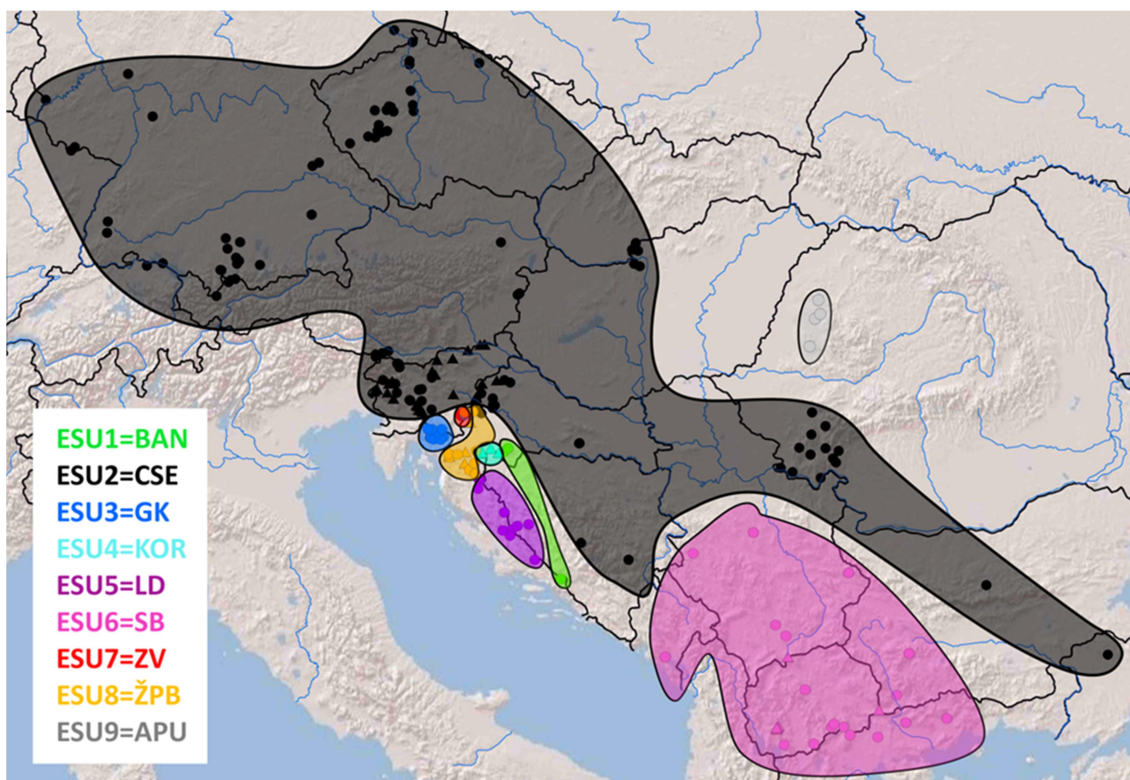 ESU1=BAN
ESU2=CSE
ESU3=GK
ESU4=KOR
ESU5=LD
ESU6=SB
ESU7=ZV
ESU8=ŽPB
ESU9=APU